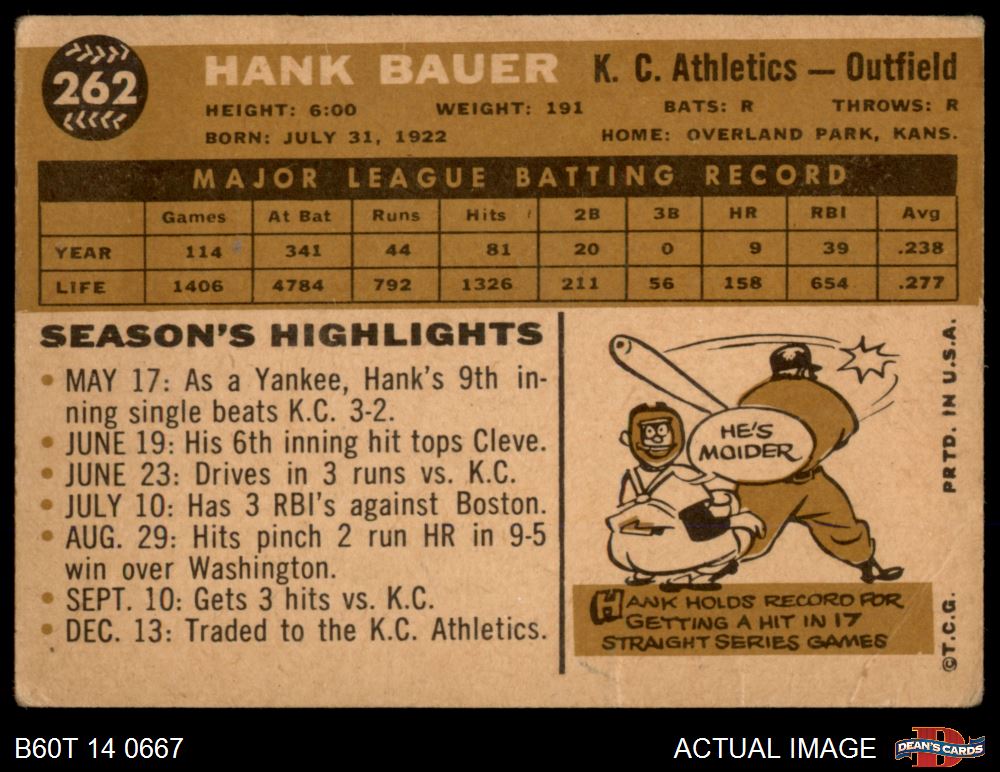 262
HANK BAUER K. C. Athletics — Outfield
HEIGHT: 6:00 WEIGHT: 191 BATS: R THROWS: R
BORN: JULY 31, 1922 HOME: OVERLAND PARK, KANS.
MAJOR LEAGUE BATTING RECORD
Games At Bat Runs Hits 2B 3B HR RBI Avg
YEAR 114 341 44 81 20 0 9 39 .238
LIFE 1406 4784 792 1326 211 56 158 654 .277
SEASON'S HIGHLIGHTS
• MAY 17: As a Yankee, Hank's 9th in-
ning single beats K.C. 3-2.
• JUNE 19: His 6th inning hit tops Cleve.
• JUNE 23: Drives in 3 runs vs. K.C.
• JULY 10: Has 3 RBI's against Boston.
• AUG. 29: Hits pinch 2 run HR in 9-5
win over Washington.
• SEPT. 10: Gets 3 hits vs. K.C.
• DEC. 13: Traded to the K.C. Athletics.
HE'S
MOIDER
HANK HOLDS RECORD FOR
GETTING A HIT IN 17
STRAIGHT SERIES GAMES
©T.C.G. PRTD. IN U.S.A.
B60T 14 0667
ACTUAL IMAGE
DEAN'S CARDS